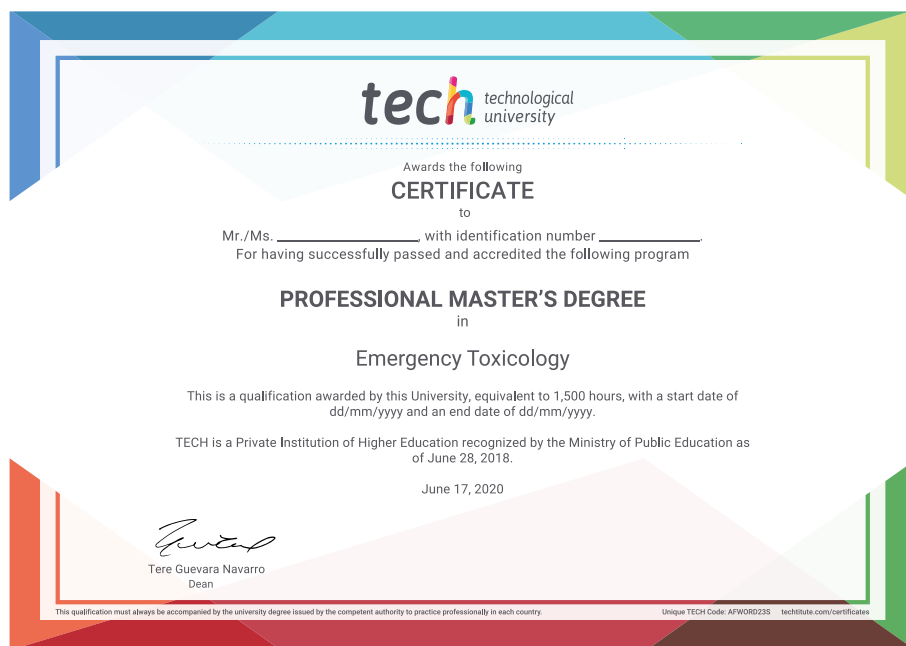 tech technological
university
Awards the following
CERTIFICATE
to
Mr./Ms. ____________________, with identification number ______________.
For having successfully passed and accredited the following program
PROFESSIONAL MASTER'S DEGREE
in
Emergency Toxicology
This is a qualification awarded by this University, equivalent to 1,500 hours, with a start date of
dd/mm/yyyy and an end date of dd/mm/yyyy.
TECH is a Private Institution of Higher Education recognized by the Ministry of Public Education as
of June 28, 2018.
June 17, 2020
Tere Guevara Navarro
Dean
This qualification must always be accompanied by the university degree issued by the competent authority to practice professionally in each country.
Unique TECH Code: AFWORD23S techtitute.com/certificates